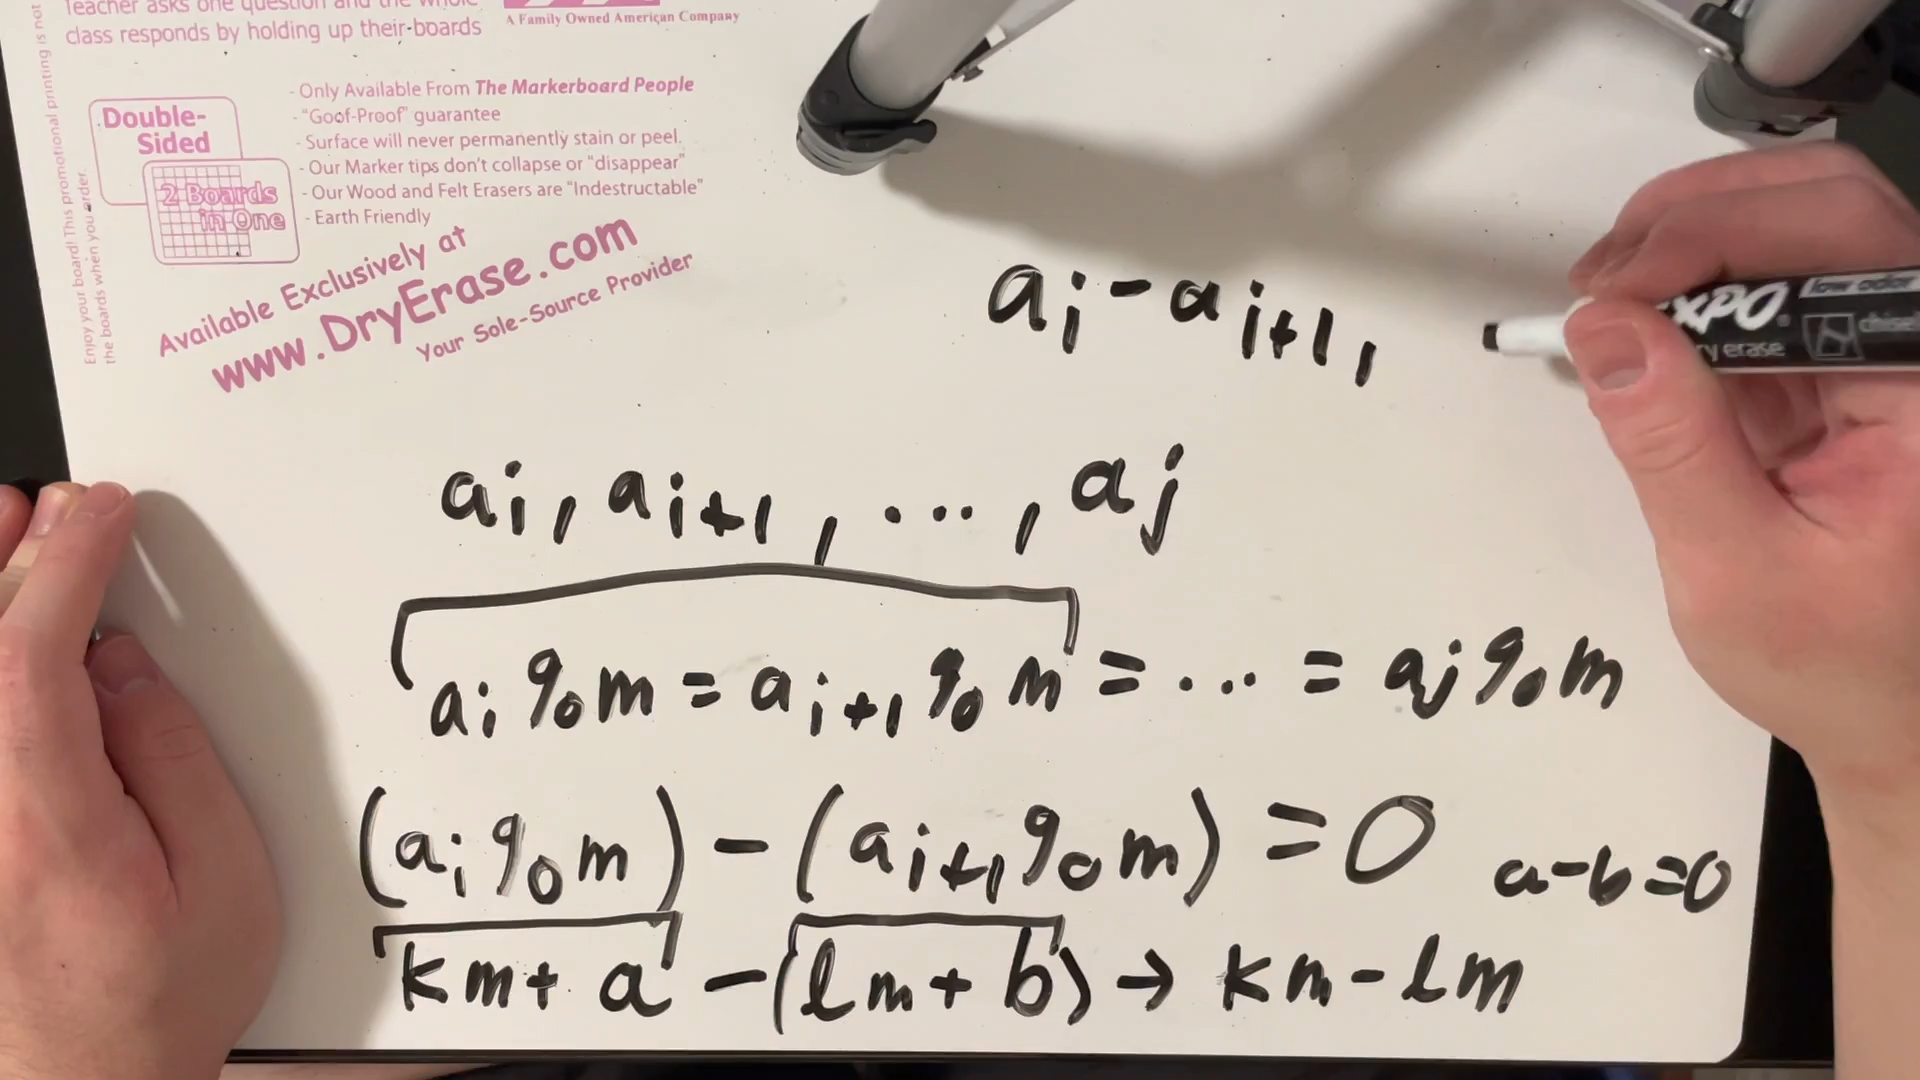 Teacher asks one question and the whole
class responds by holding up their boards
A Family Owned American Company
Enjoy your board! This promotional printing is not
the boards when you order.
Double-
Sided
2 Boards
in One
- Only Available From The Markerboard People
- "Goof-Proof" guarantee
- Surface will never permanently stain or peel.
- Our Marker tips don't collapse or "disappear"
- Our Wood and Felt Erasers are "Indestructable"
- Earth Friendly
Available Exclusively at
www.DryErase.com
Your Sole-Source Provider
EXPO low odor
dry erase chisel
ai - ai+1,
ai, ai+1, ..., aj
ai % m = ai+1 % m = ... = aj % m
(ai % m) - (ai+1 % m) = 0 a-b=0
km + a - (lm + b) → km - lm